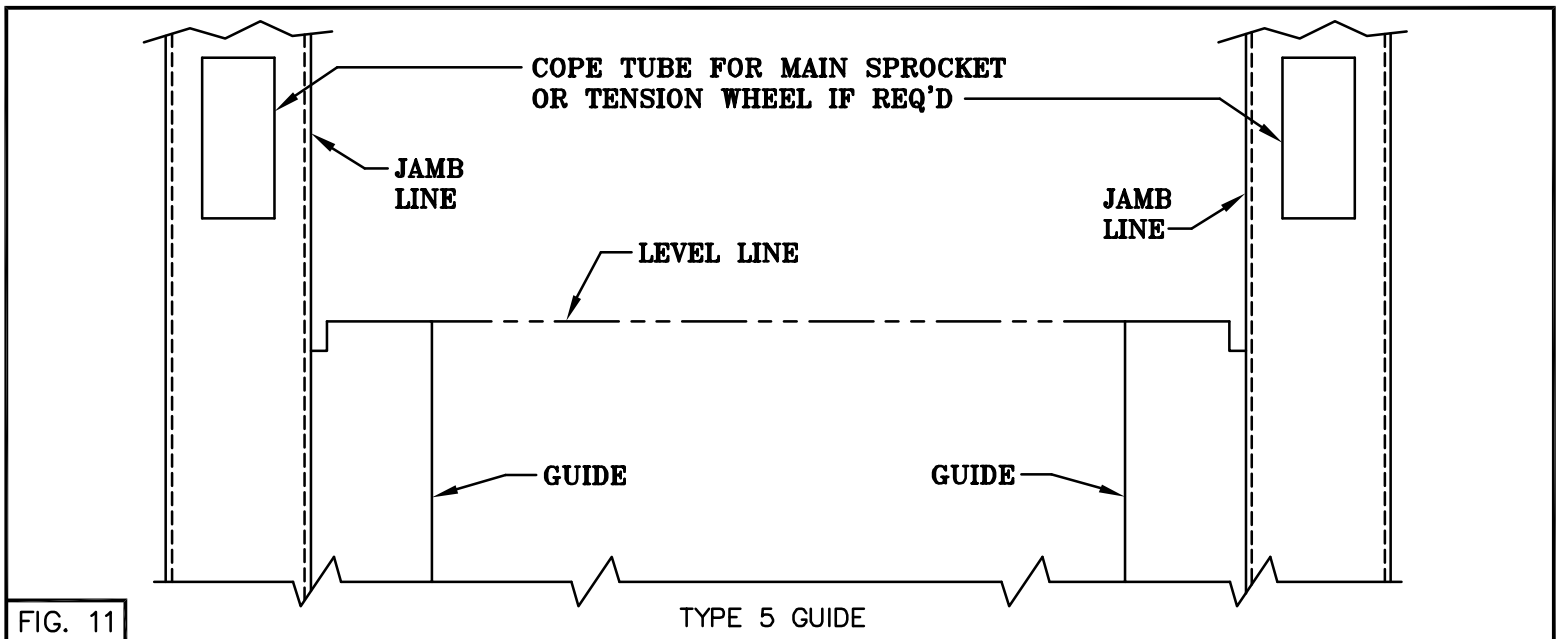 COPE TUBE FOR MAIN SPROCKET
OR TENSION WHEEL IF REQ'D
JAMB
LINE
JAMB
LINE
LEVEL LINE
GUIDE
GUIDE
FIG. 11
TYPE 5 GUIDE